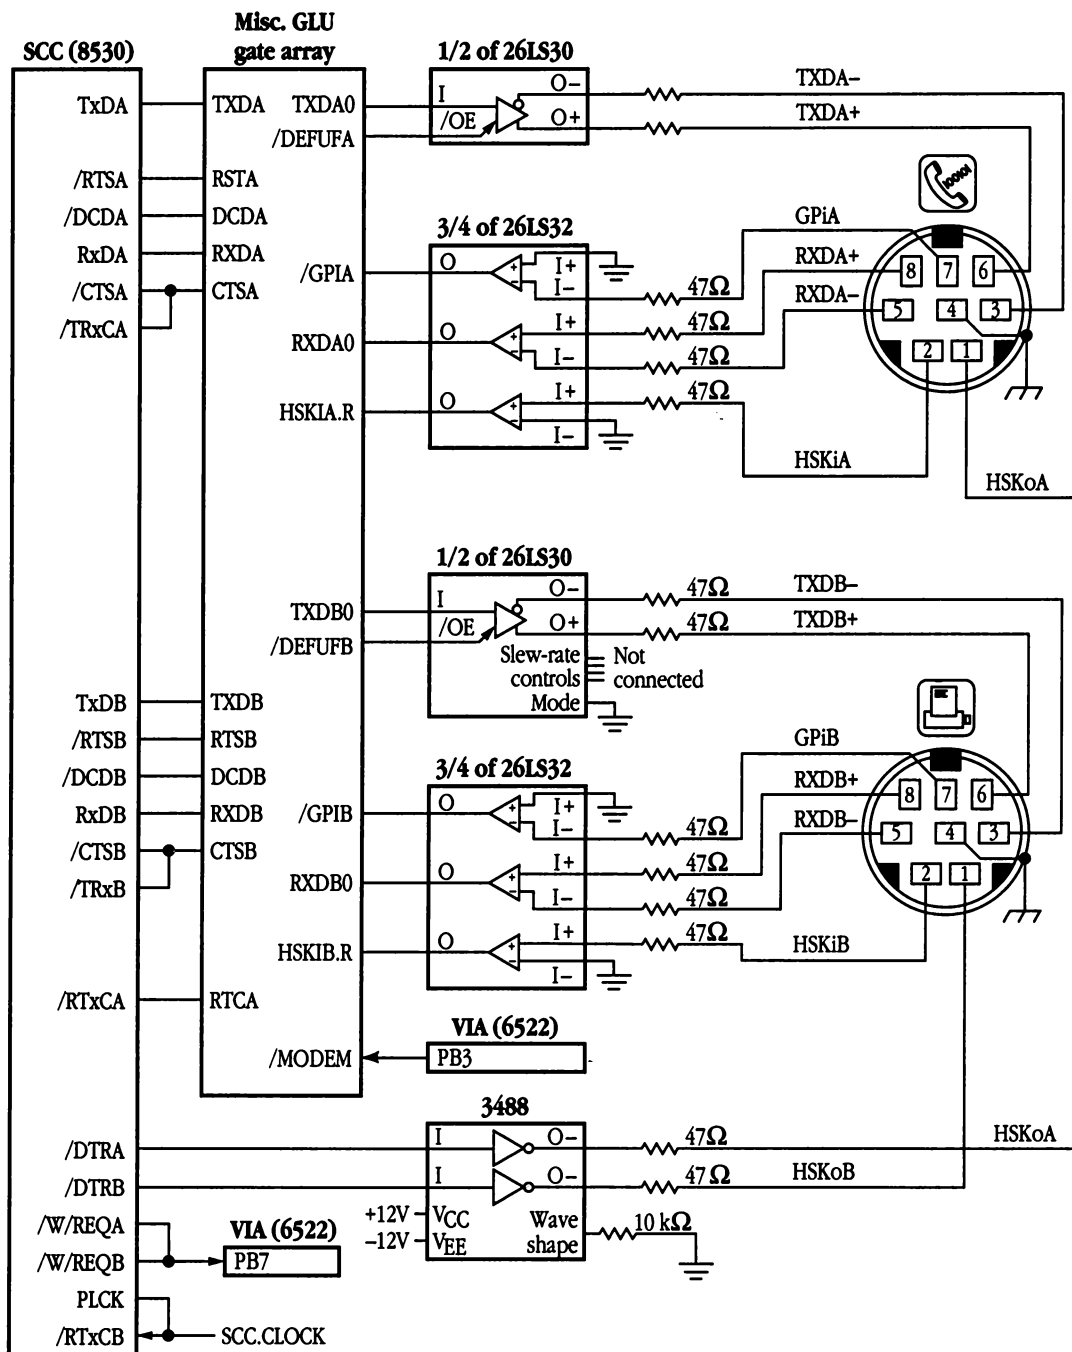 Misc. GLU
SCC (8530) gate array 1/2 of 26LS30
TXDA–
TxDA TXDA TXDA0 I O–
/OE O+ TXDA+
/DEFUFA
/RTSA RSTA
/DCDA DCDA 3/4 of 26LS32 GPiA
RxDA RXDA O I+ RXDA+ 8 7 6
/GPIA
/CTSA CTSA I– 47Ω RXDA– 5 4 3
/TRxCA I+ 47Ω
RXDA0 O 2 1
I– 47Ω
I+ 47Ω
HSKIA.R O
I–
HSKiA
HSKoA
1/2 of 26LS30
O– 47Ω TXDB–
TXDB0 I
/OE O+ 47Ω TXDB+
/DEFUFB
Slew-rate Not
controls connected
TxDB TXDB Mode
/RTSB RTSB GPiB
/DCDB DCDB 3/4 of 26LS32 RXDB+ 8 7 6
RxDB RXDB /GPIB O I+
I– 47Ω RXDB– 5 4 3
/CTSB CTSB
I+ 47Ω
/TRxB RXDB0 O 2 1
I– 47Ω
I+ 47Ω
HSKIB.R O HSKiB
I–
/RTxCA RTCA
VIA (6522)
/MODEM PB3
3488
/DTRA I O– 47Ω HSKoA
/DTRB I O– 47Ω HSKoB
/W/REQA +12V VCC Wave 10 kΩ
VIA (6522) –12V VEE shape
/W/REQB PB7
PLCK
/RTxCB SCC.CLOCK